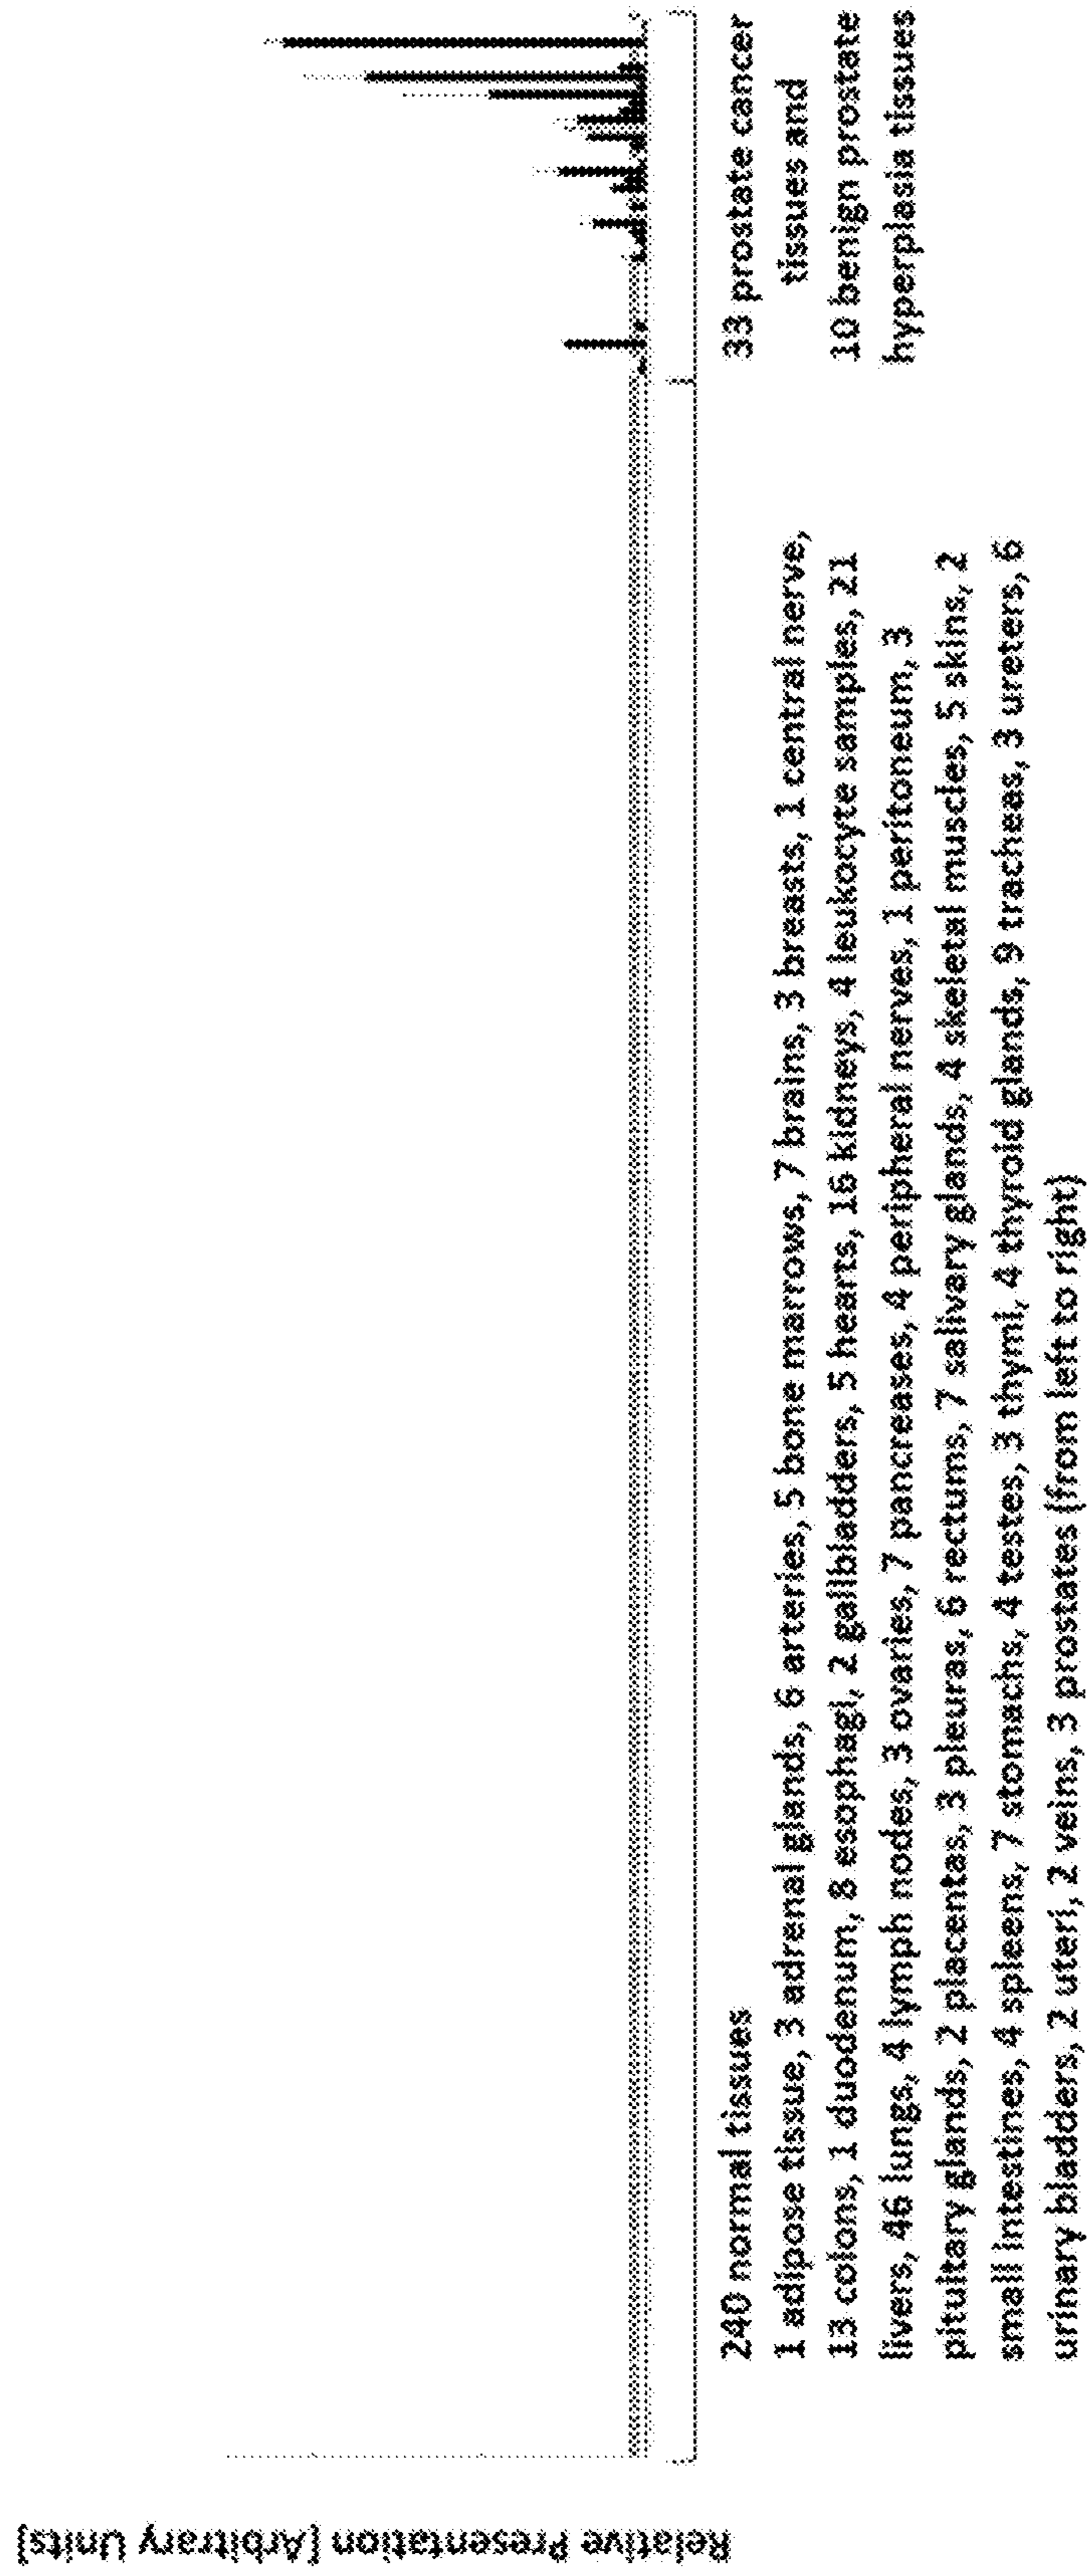 Relative Presentation [Arbitrary Units]
240 normal tissues
1 adipose tissue, 3 adrenal glands, 6 arteries, 5 bone marrows, 7 brains, 3 breasts, 1 central nerve,
13 colons, 1 duodenum, 8 esophagi, 2 gallbladders, 5 hearts, 16 kidneys, 4 leukocyte samples, 21
livers, 46 lungs, 4 lymph nodes, 3 ovaries, 7 pancreases, 4 peripheral nerves, 1 peritoneum, 3
pituitary glands, 2 placentas, 3 pleuras, 6 rectums, 7 salivary glands, 4 skeletal muscles, 5 skins, 2
small intestines, 4 spleens, 7 stomachs, 4 testes, 3 thymi, 4 thyroid glands, 9 tracheas, 3 ureters, 6
urinary bladders, 2 uteri, 2 veins, 3 prostates (from left to right)
33 prostate cancer
tissues and
10 benign prostate
hyperplasia tissues